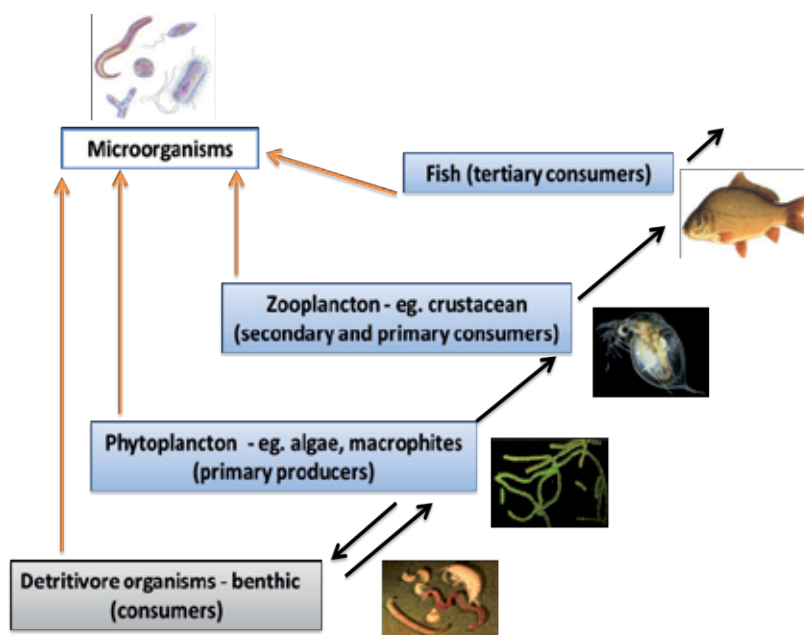 Microorganisms
Fish (tertiary consumers)
Zooplancton - eg. crustacean
(secondary and primary consumers)
Phytoplancton - eg. algae, macrophites
(primary producers)
Detritivore organisms - benthic
(consumers)